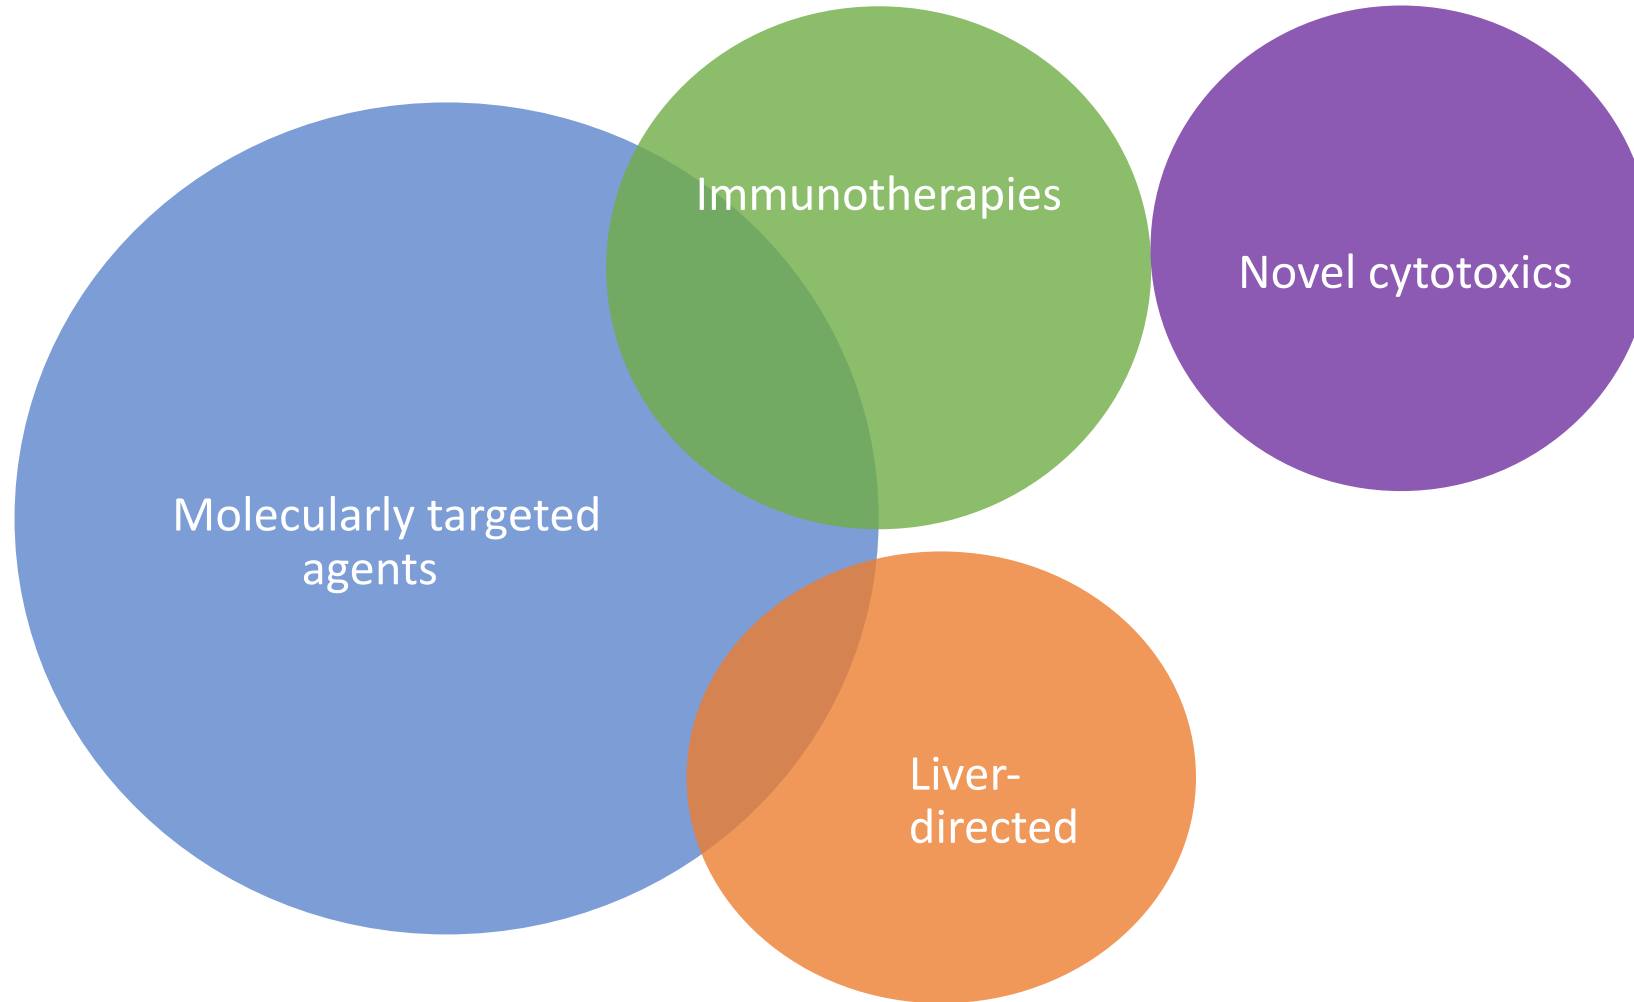 Immunotherapies
Novel cytotoxics
Molecularly targeted
agents
Liver-
directed